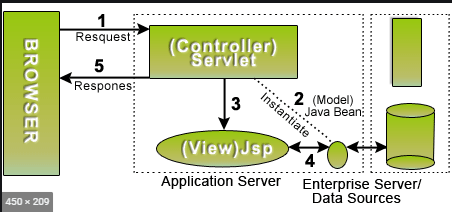 BROWSER
1
Resquest
5
Respones
(Controller)
Servlet
3
2
(Model)
Java Bean
Instantiate
(View)Jsp
4
Application Server
Enterprise Server/
Data Sources
450 × 209